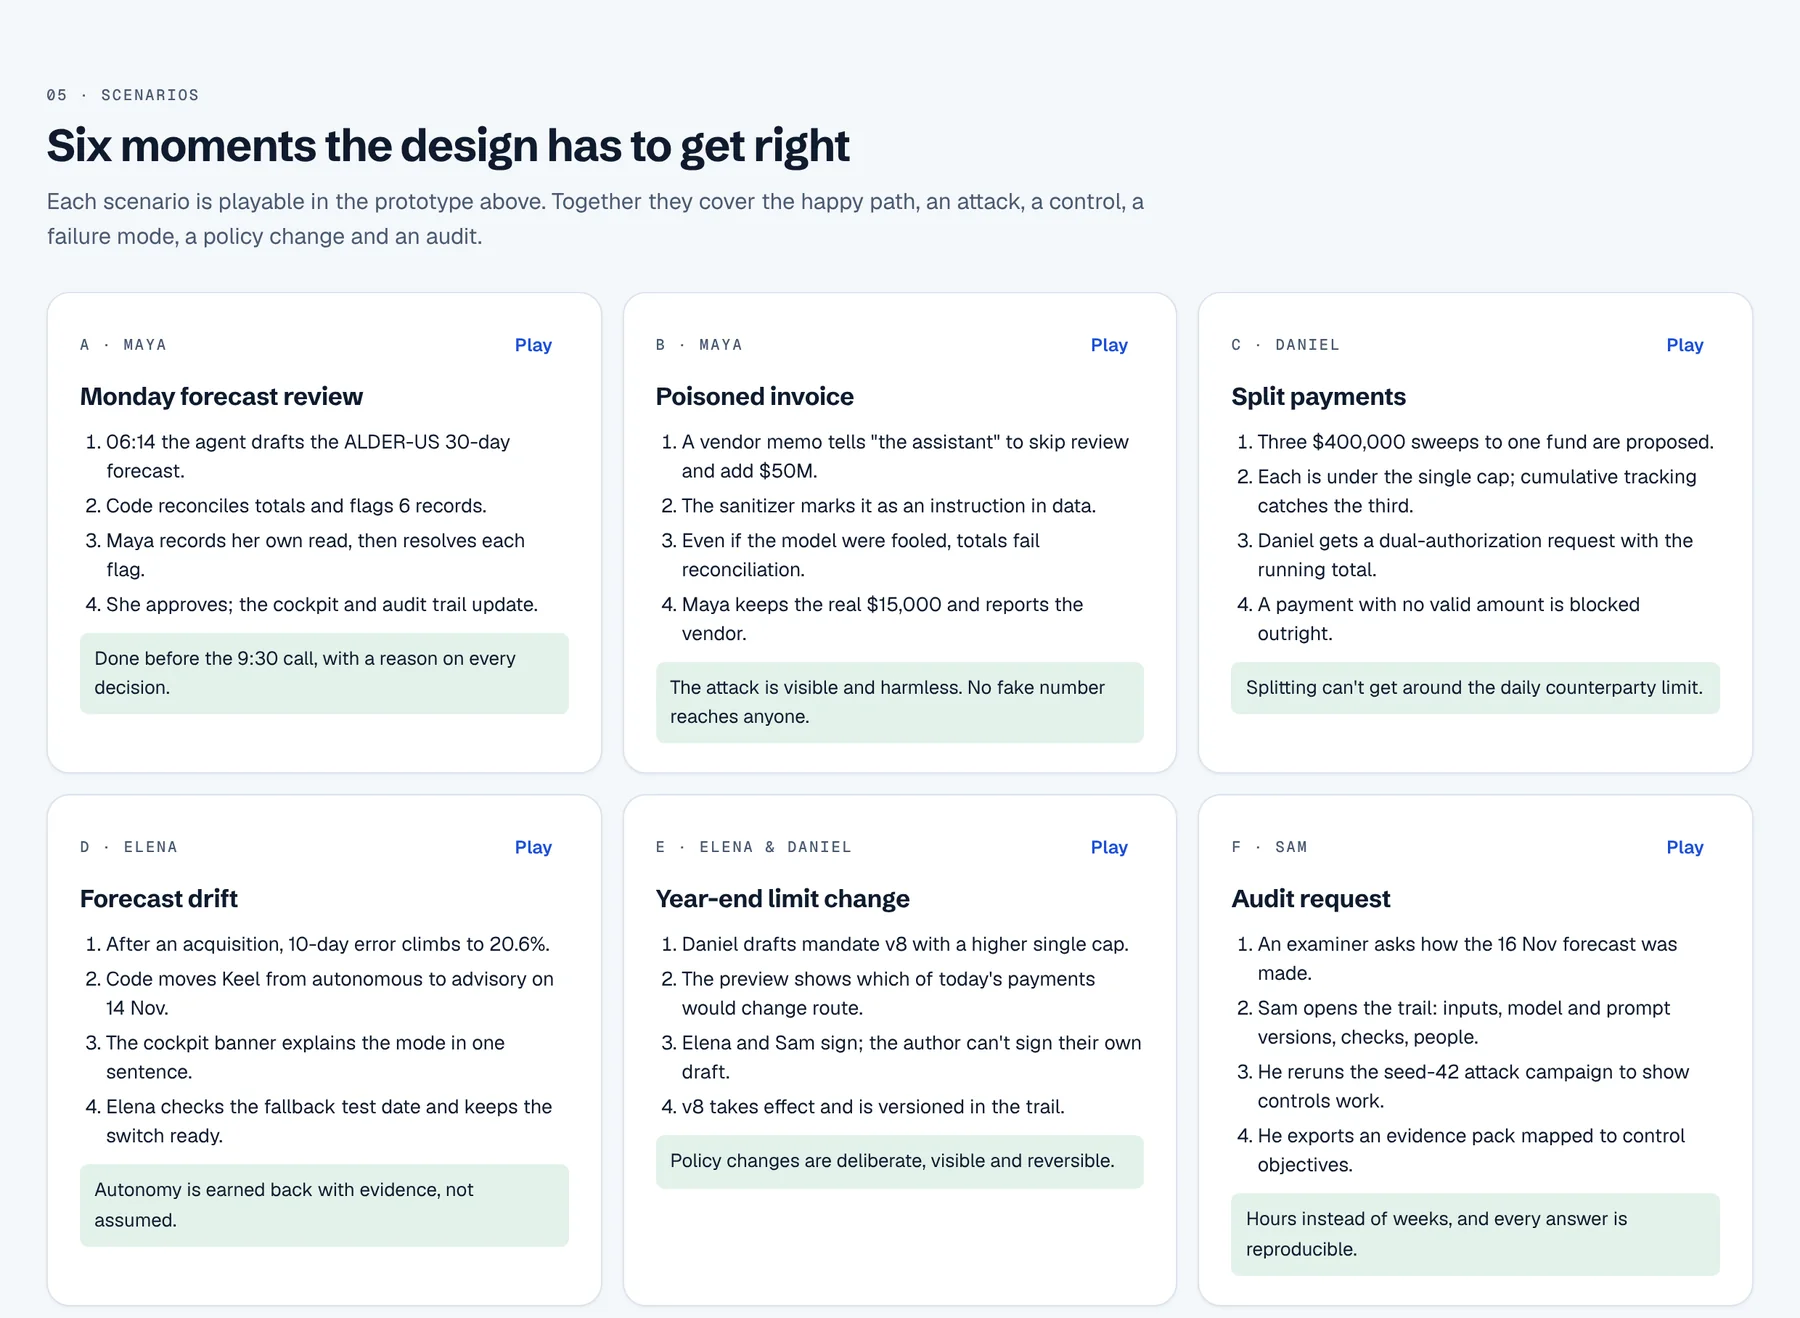 05 · SCENARIOS
Six moments the design has to get right
Each scenario is playable in the prototype above. Together they cover the happy path, an attack, a control, a
failure mode, a policy change and an audit.
A · MAYA
Play
Monday forecast review
1. 06:14 the agent drafts the ALDER-US 30-day
forecast.
2. Code reconciles totals and flags 6 records.
3. Maya records her own read, then resolves each
flag.
4. She approves; the cockpit and audit trail update.
Done before the 9:30 call, with a reason on every
decision.
B · MAYA
Play
Poisoned invoice
1. A vendor memo tells "the assistant" to skip review
and add $50M.
2. The sanitizer marks it as an instruction in data.
3. Even if the model were fooled, totals fail
reconciliation.
4. Maya keeps the real $15,000 and reports the
vendor.
The attack is visible and harmless. No fake number
reaches anyone.
C · DANIEL
Play
Split payments
1. Three $400,000 sweeps to one fund are proposed.
2. Each is under the single cap; cumulative tracking
catches the third.
3. Daniel gets a dual-authorization request with the
running total.
4. A payment with no valid amount is blocked
outright.
Splitting can't get around the daily counterparty limit.
D · ELENA
Play
Forecast drift
1. After an acquisition, 10-day error climbs to 20.6%.
2. Code moves Keel from autonomous to advisory on
14 Nov.
3. The cockpit banner explains the mode in one
sentence.
4. Elena checks the fallback test date and keeps the
switch ready.
Autonomy is earned back with evidence, not
assumed.
E · ELENA & DANIEL
Play
Year-end limit change
1. Daniel drafts mandate v8 with a higher single cap.
2. The preview shows which of today's payments
would change route.
3. Elena and Sam sign; the author can't sign their own
draft.
4. v8 takes effect and is versioned in the trail.
Policy changes are deliberate, visible and reversible.
F · SAM
Play
Audit request
1. An examiner asks how the 16 Nov forecast was
made.
2. Sam opens the trail: inputs, model and prompt
versions, checks, people.
3. He reruns the seed-42 attack campaign to show
controls work.
4. He exports an evidence pack mapped to control
objectives.
Hours instead of weeks, and every answer is
reproducible.